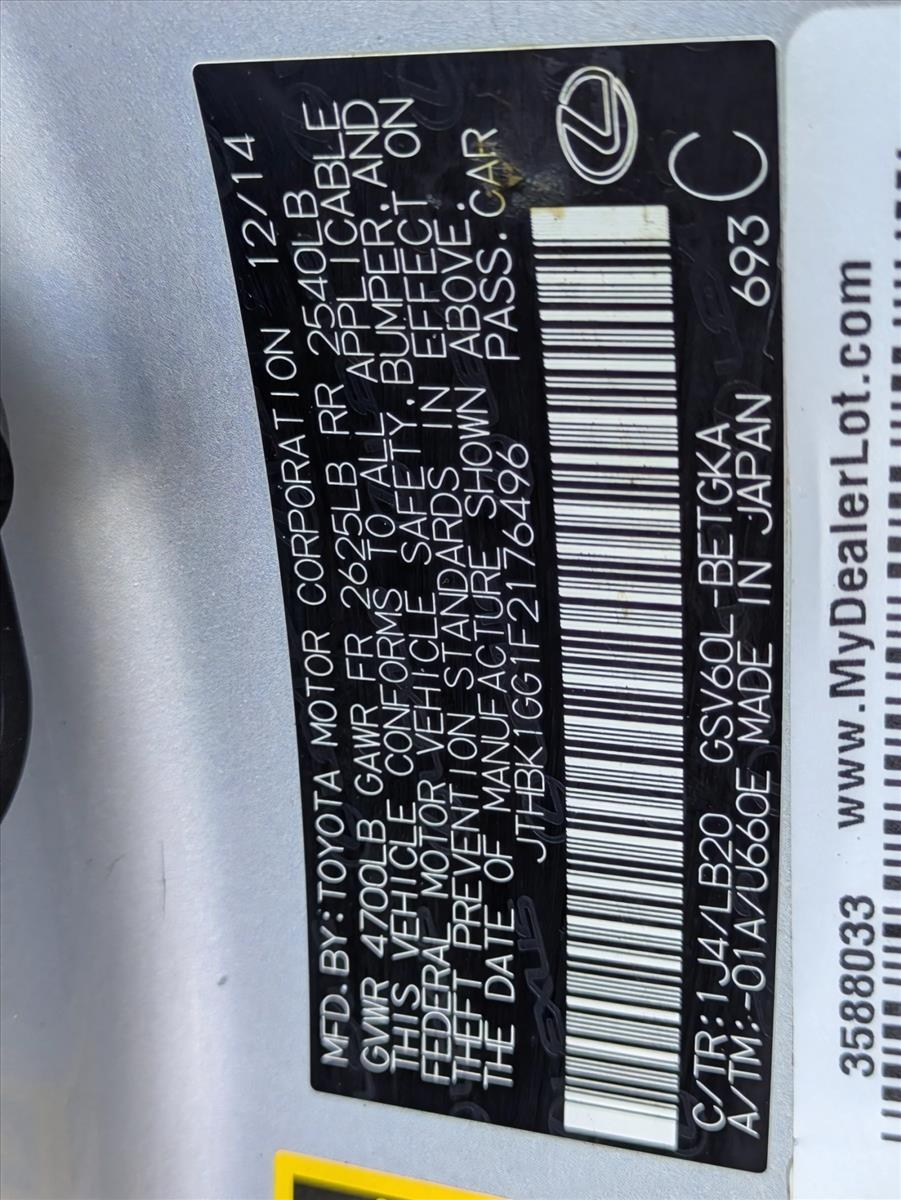 MFD.BY:TOYOTA MOTOR CORPORATION 12/14
GVWR 4700LB GAWR FR 2625LB RR 2540LB
THIS VEHICLE CONFORMS TO ALL APPLICABLE
FEDERAL MOTOR VEHICLE SAFETY, BUMPER, AND
THEFT PREVENTION STANDARDS IN EFFECT ON
THE DATE OF MANUFACTURE SHOWN ABOVE.
JTHBK1GG1F2176496 PASS.CAR
C/TR:1J4/LB20 GSV60L-BETGKA
A/TM:-01A/U660E MADE IN JAPAN 693 C
3588033 www.MyDealerLot.com